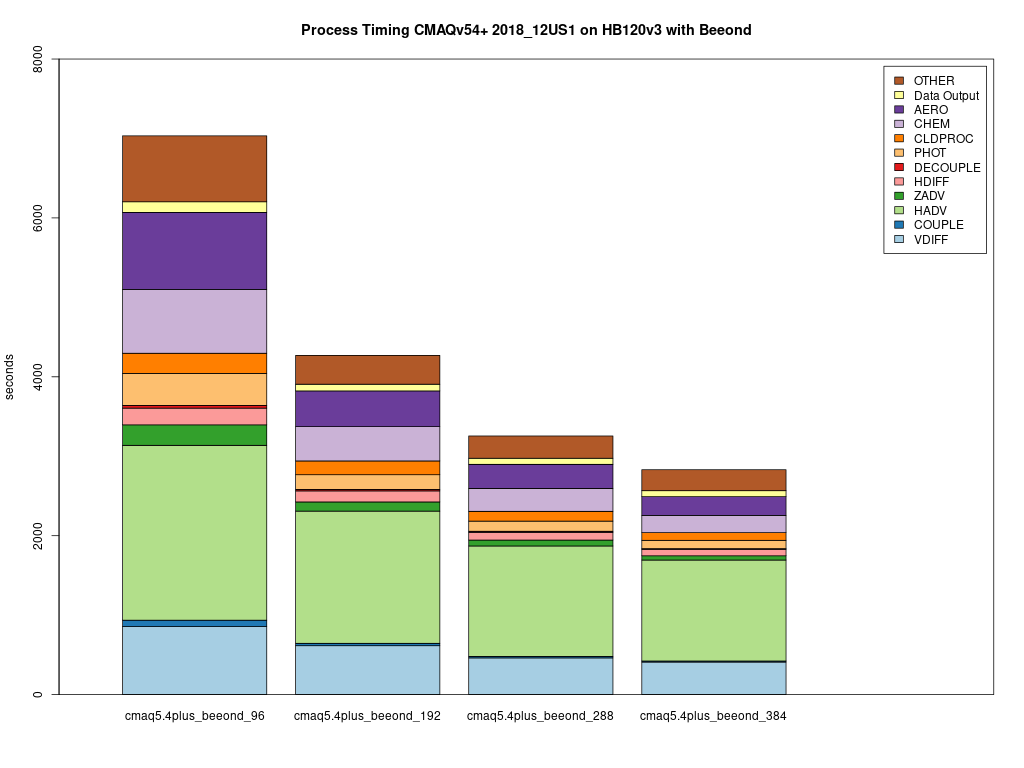 Process Timing CMAQv54+ 2018_12US1 on HB120v3 with Beeond
8000
6000
4000
2000
0
seconds
OTHER
Data Output
AERO
CHEM
CLDPROC
PHOT
DECOUPLE
HDIFF
ZADV
HADV
COUPLE
VDIFF
cmaq5.4plus_beeond_96
cmaq5.4plus_beeond_192
cmaq5.4plus_beeond_288
cmaq5.4plus_beeond_384